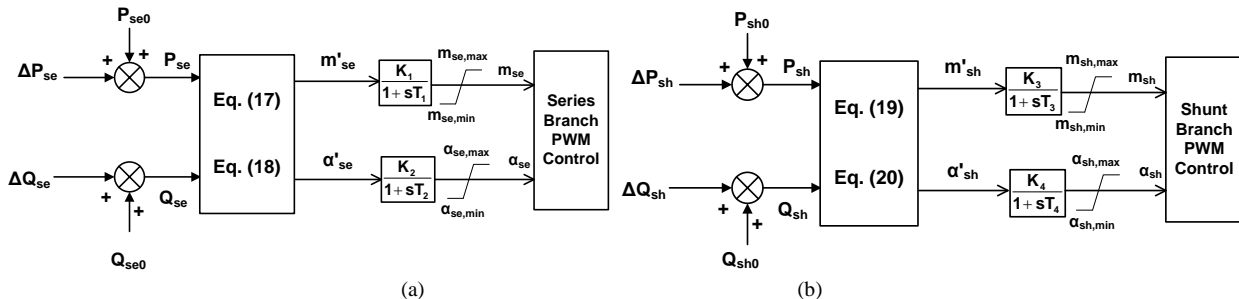 P_se0
+
+
ΔP_se
P_se
Eq. (17)
Eq. (18)
m'_se
K_1
1 + sT_1
m_se,max
m_se,min
m_se
ΔQ_se
+
+
Q_se
Q_se0
α'_se
K_2
1 + sT_2
α_se,max
α_se,min
α_se
Series
Branch
PWM
Control
(a)
P_sh0
+
+
ΔP_sh
P_sh
Eq. (19)
Eq. (20)
m'_sh
K_3
1 + sT_3
m_sh,max
m_sh,min
m_sh
ΔQ_sh
+
+
Q_sh
Q_sh0
α'_sh
K_4
1 + sT_4
α_sh,max
α_sh,min
α_sh
Shunt
Branch
PWM
Control
(b)